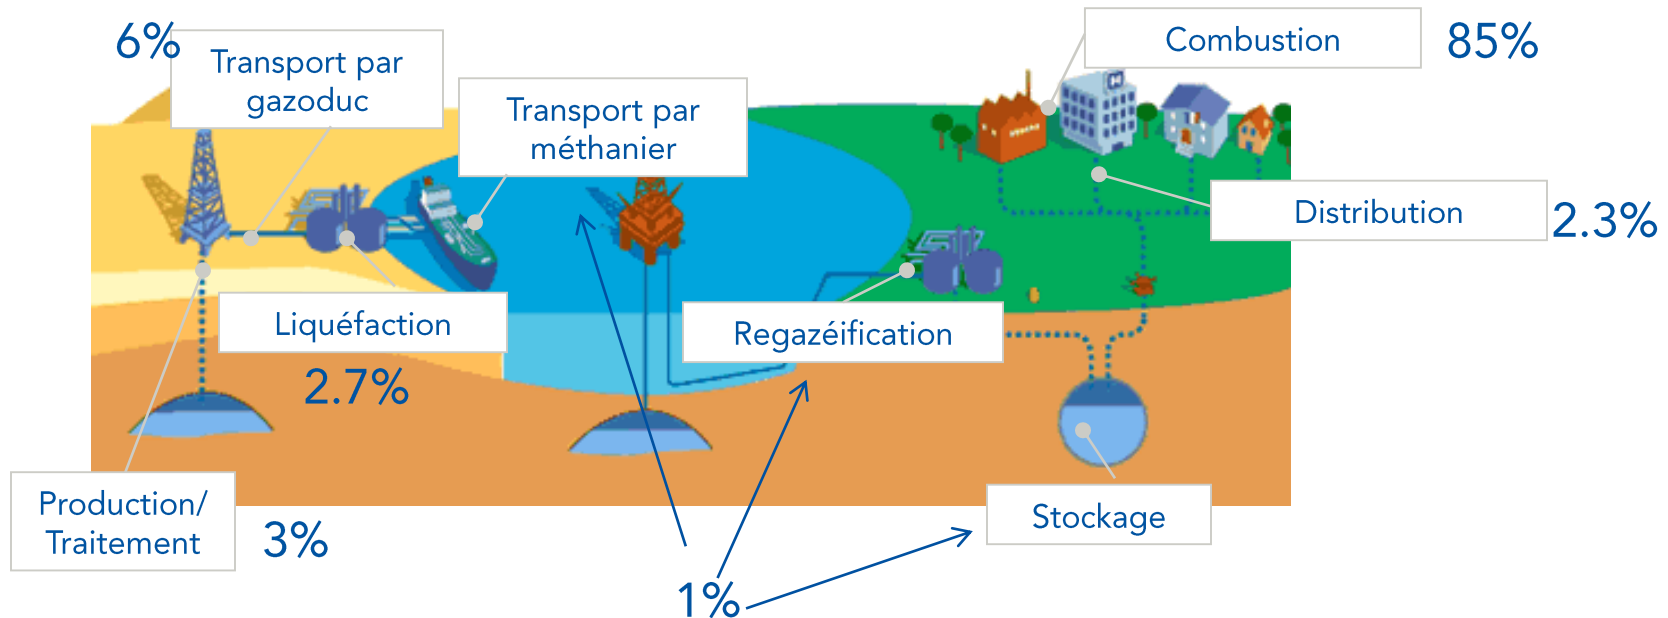 6%
Transport par
gazoduc
Transport par
méthanier
Combustion
85%
Distribution
2.3%
Liquéfaction
2.7%
Regazéification
Production/
Traitement
3%
Stockage
1%